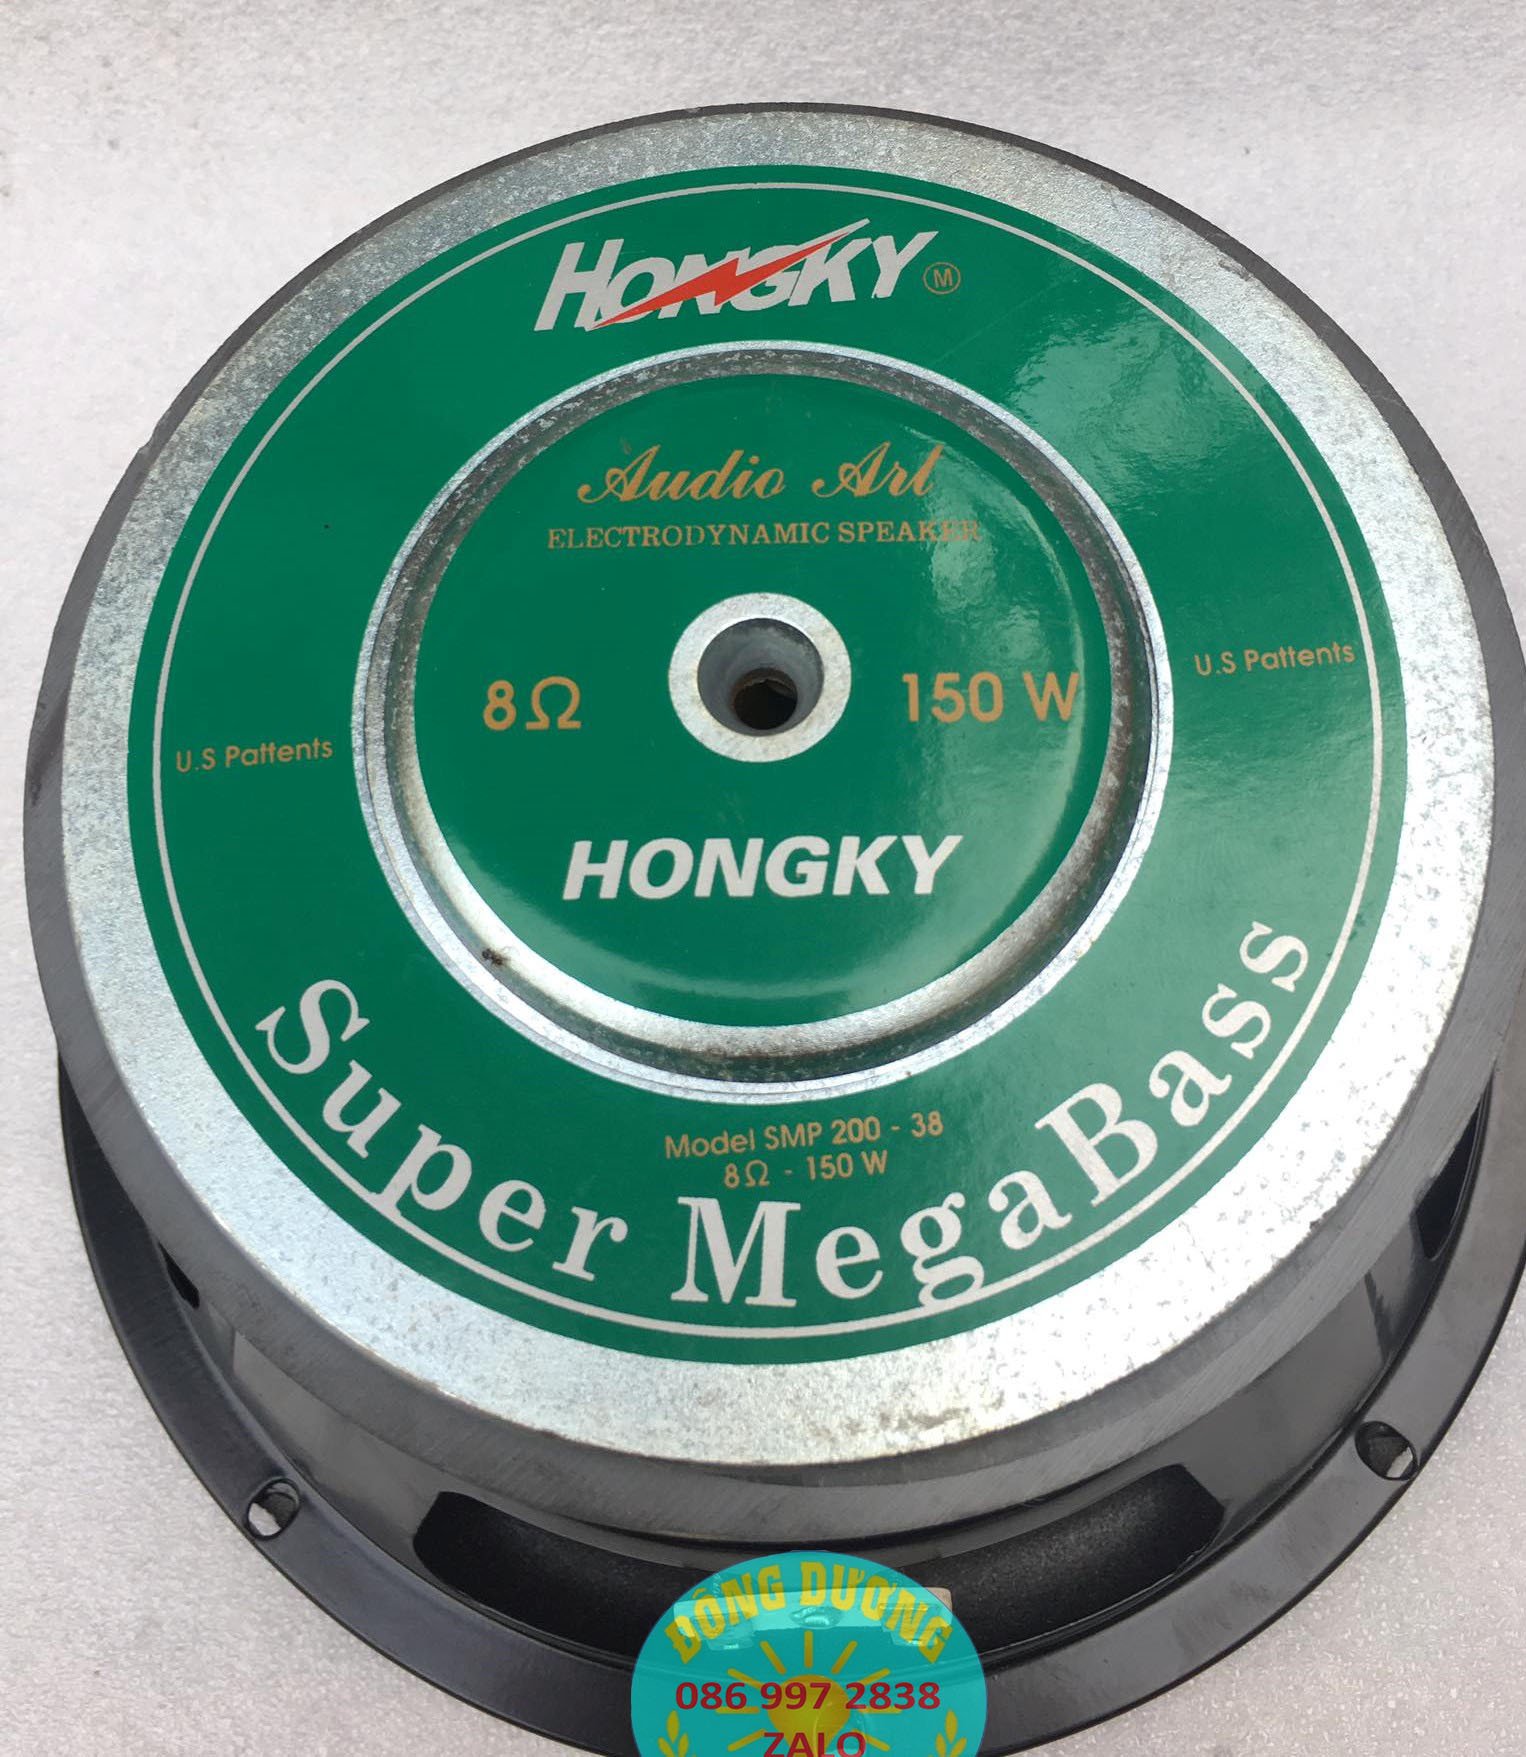 HONGKY Ⓜ
Audio Art
ELECTRODYNAMIC SPEAKER
8Ω
150 W
U.S Pattents
U.S Pattents
HONGKY
Model SMP 200 - 38
8Ω - 150 W
Super MegaBass
ĐÔNG DƯƠNG
086 997 2838
ZALO